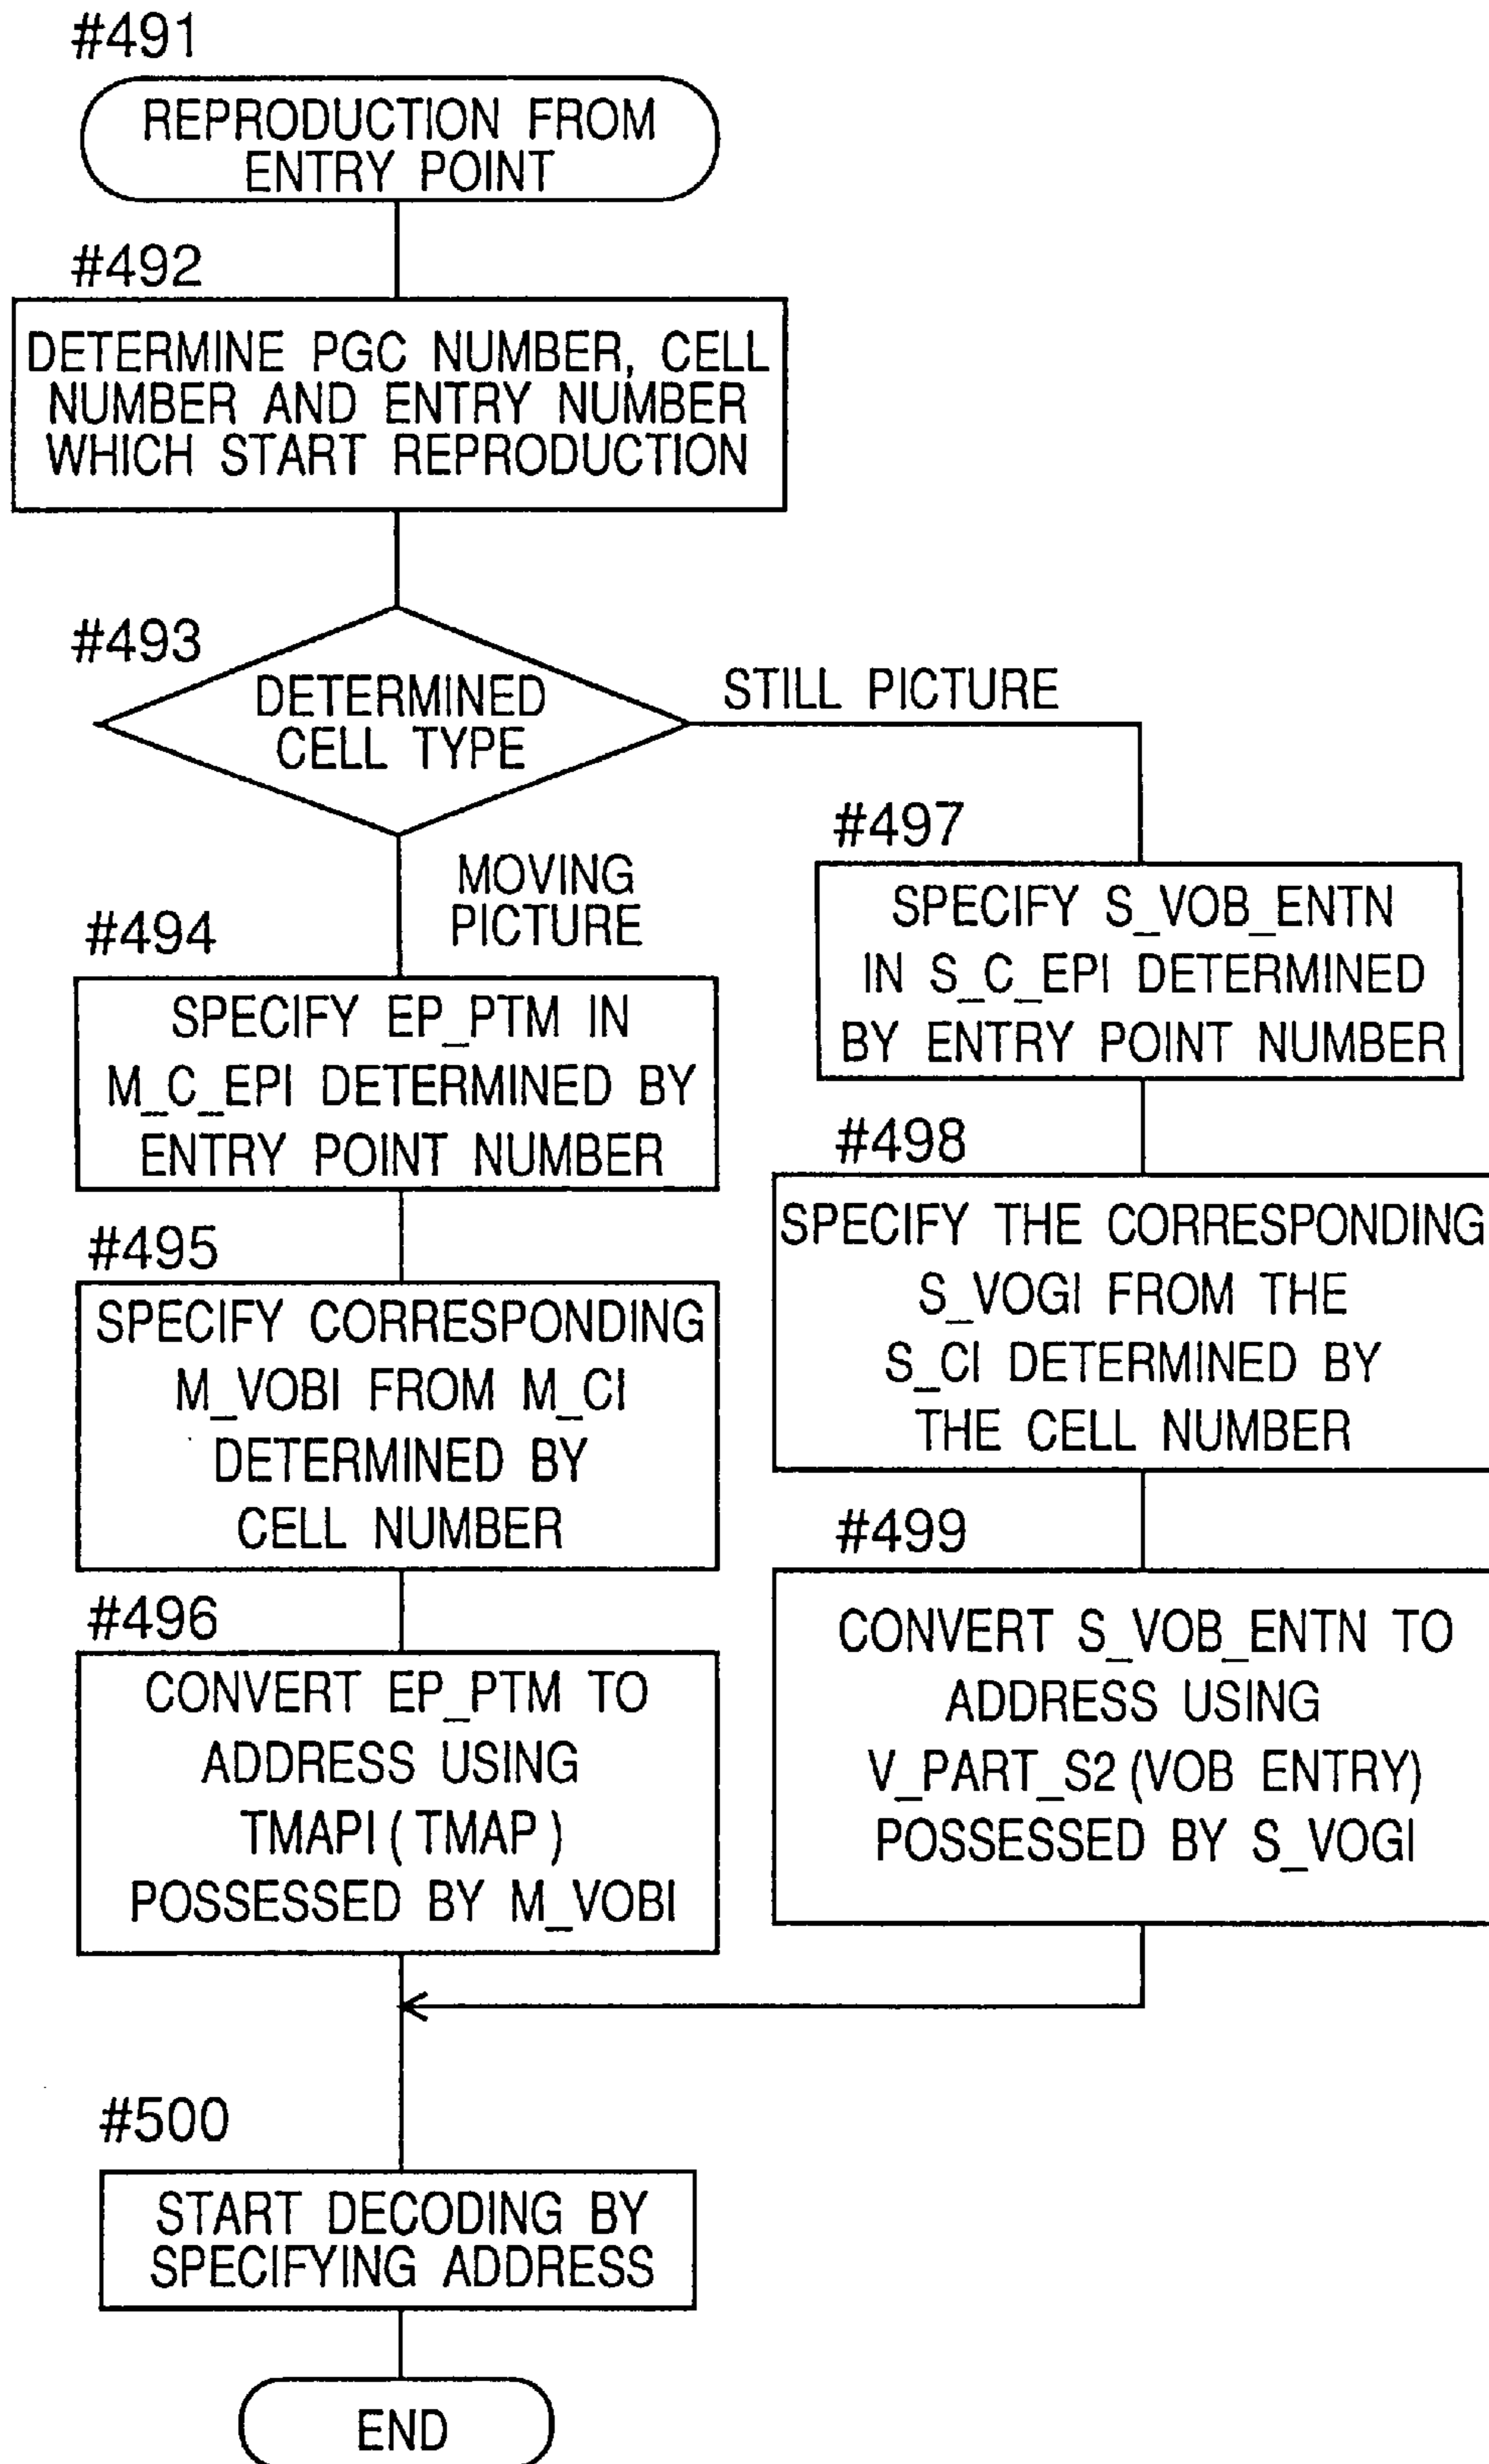 #491
REPRODUCTION FROM
ENTRY POINT
#492
DETERMINE PGC NUMBER, CELL
NUMBER AND ENTRY NUMBER
WHICH START REPRODUCTION
#493
DETERMINED
CELL TYPE
STILL PICTURE
MOVING
PICTURE
#494
SPECIFY EP_PTM IN
M_C_EPI DETERMINED BY
ENTRY POINT NUMBER
#495
SPECIFY CORRESPONDING
M_VOBI FROM M_CI
DETERMINED BY
CELL NUMBER
#496
CONVERT EP_PTM TO
ADDRESS USING
TMAPI ( TMAP )
POSSESSED BY M_VOBI
#497
SPECIFY S_VOB_ENTN
IN S_C_EPI DETERMINED
BY ENTRY POINT NUMBER
#498
SPECIFY THE CORRESPONDING
S_VOGI FROM THE
S_CI DETERMINED BY
THE CELL NUMBER
#499
CONVERT S_VOB_ENTN TO
ADDRESS USING
V_PART_S2 (VOB ENTRY)
POSSESSED BY S_VOGI
#500
START DECODING BY
SPECIFYING ADDRESS
END